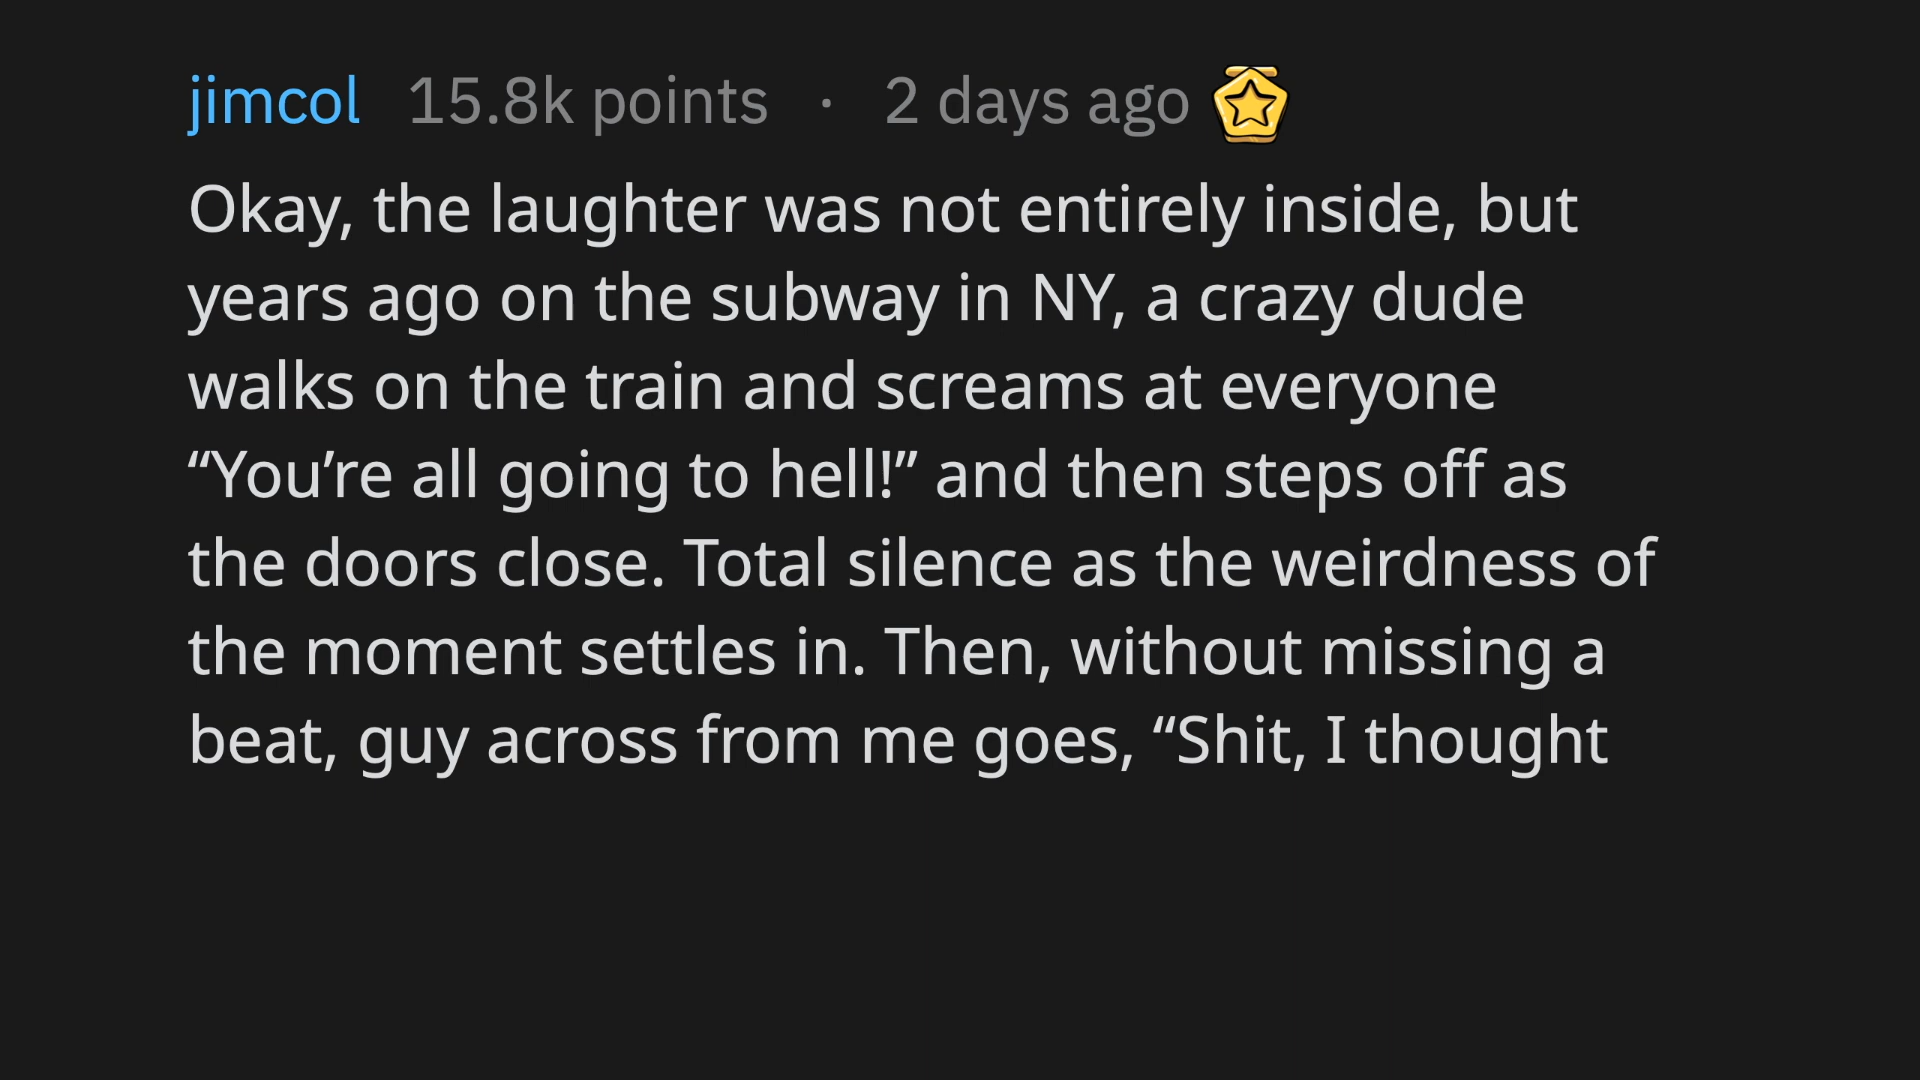 jimcol 15.8k points · 2 days ago
Okay, the laughter was not entirely inside, but
years ago on the subway in NY, a crazy dude
walks on the train and screams at everyone
“You’re all going to hell!” and then steps off as
the doors close. Total silence as the weirdness of
the moment settles in. Then, without missing a
beat, guy across from me goes, “Shit, I thought